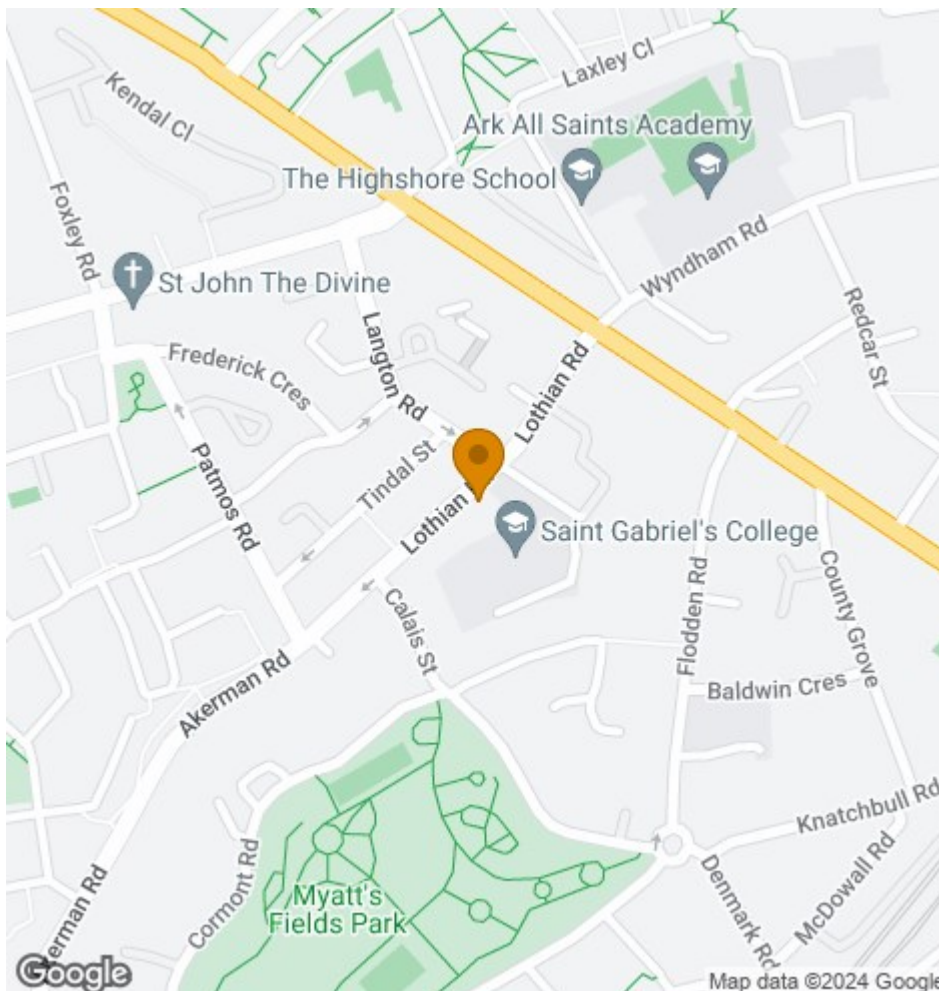 Laxley Cl
Kendal Cl
Ark All Saints Academy
The Highshore School
Foxley Rd
Wyndham Rd
St John The Divine
Langton Rd
Redcar St
Frederick Cres
Lothian Rd
Tindal St
Patmos Rd
Lothian
Saint Gabriel's College
Flodden Rd
County Grove
Calais St
Akerman Rd
Baldwin Cres
Knatchbull Rd
McDowall Rd
Denmark Rd
Cormont Rd
Myatt's
Fields Park
erman Rd
Google
Map data ©2024 Google